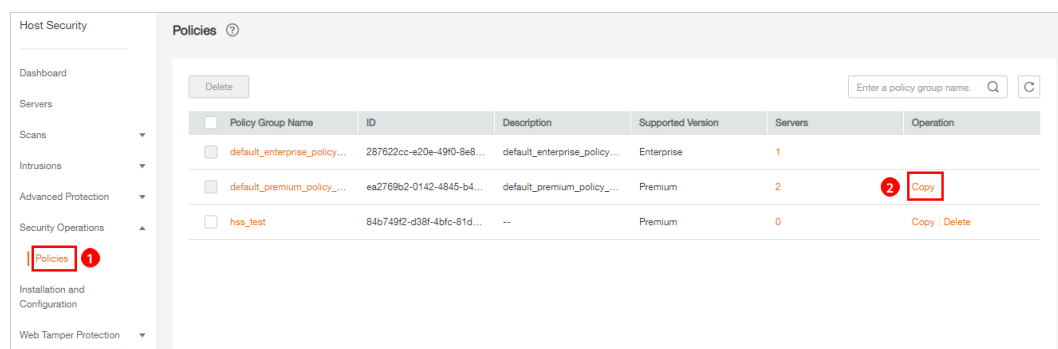 Host Security
Policies ?
Dashboard
Servers
Scans
Intrusions
Advanced Protection
Security Operations
Policies 1
Installation and
Configuration
Web Tamper Protection
Delete
Enter a policy group name.
Policy Group Name ID Description Supported Version Servers Operation
default_enterprise_policy... 287622cc-e20e-49f0-8e8... default_enterprise_policy... Enterprise 1
default_premium_policy_... ea2769b2-0142-4845-b4... default_premium_policy_... Premium 2 2 Copy
hss_test 84b749f2-d38f-4bfc-81d... -- Premium 0 Copy | Delete